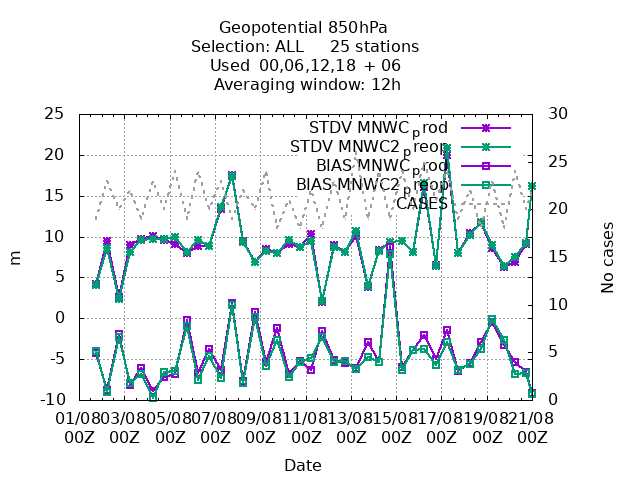 Geopotential 850hPa
Selection: ALL 25 stations
Used 00,06,12,18 + 06
Averaging window: 12h
STDV MNWC_prod
STDV MNWC2_preop
BIAS MNWC_prod
BIAS MNWC2_preop
CASES
25
20
15
10
5
0
-5
-10
30
25
20
15
10
5
0
m
No cases
01/08 03/08 05/08 07/08 09/08 11/08 13/08 15/08 17/08 19/08 21/08
00Z 00Z 00Z 00Z 00Z 00Z 00Z 00Z 00Z 00Z 00Z
Date